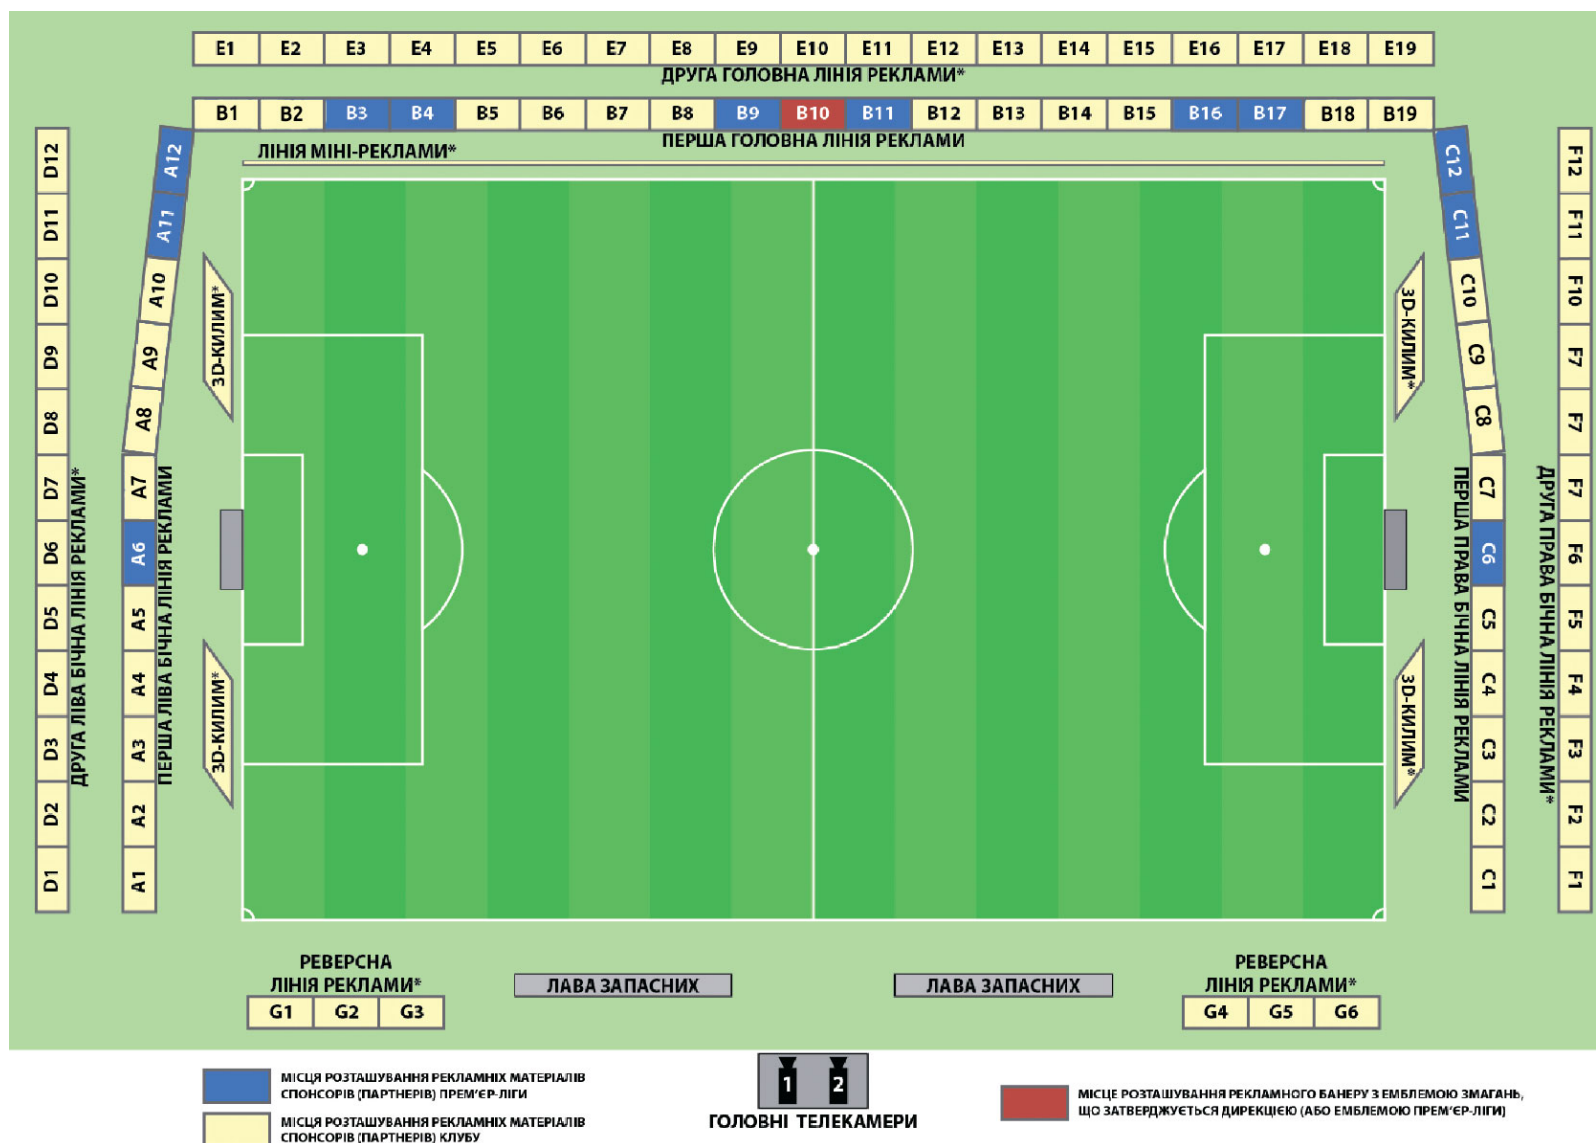 E1 E2 E3 E4 E5 E6 E7 E8 E9 E10 E11 E12 E13 E14 E15 E16 E17 E18 E19
ДРУГА ГОЛОВНА ЛІНІЯ РЕКЛАМИ*
B1 B2 B3 B4 B5 B6 B7 B8 B9 B10 B11 B12 B13 B14 B15 B16 B17 B18 B19
ПЕРША ГОЛОВНА ЛІНІЯ РЕКЛАМИ
ЛІНІЯ МІНІ-РЕКЛАМИ*
D12 D11 D10 D9 D8 D7 D6 D5 D4 D3 D2 D1
ДРУГА ЛІВА БІЧНА ЛІНІЯ РЕКЛАМИ*
A12 A11 A10 A9 A8 A7 A6 A5 A4 A3 A2 A1
ПЕРША ЛІВА БІЧНА ЛІНІЯ РЕКЛАМИ
3D-КИЛИМ*
3D-КИЛИМ*
3D-КИЛИМ*
3D-КИЛИМ*
ПЕРША ПРАВА БІЧНА ЛІНІЯ РЕКЛАМИ
C12 C11 C10 C9 C8 C7 C6 C5 C4 C3 C2 C1
ДРУГА ПРАВА БІЧНА ЛІНІЯ РЕКЛАМИ*
F12 F11 F10 F7 F7 F7 F6 F5 F4 F3 F2 F1
РЕВЕРСНА
ЛІНІЯ РЕКЛАМИ*
G1 G2 G3
ЛАВА ЗАПАСНИХ
ЛАВА ЗАПАСНИХ
РЕВЕРСНА
ЛІНІЯ РЕКЛАМИ*
G4 G5 G6
МІСЦЯ РОЗТАШУВАННЯ РЕКЛАМНІХ МАТЕРІАЛІВ
СПОНСОРІВ (ПАРТНЕРІВ) ПРЕМ'ЄР-ЛІГИ
МІСЦЯ РОЗТАШУВАННЯ РЕКЛАМНИХ МАТЕРІАЛІВ
СПОНСОРІВ (ПАРТНЕРІВ) КЛУБУ
1 2
ГОЛОВНІ ТЕЛЕКАМЕРИ
МІСЦЕ РОЗТАШУВАННЯ РЕКЛАМНОГО БАНЕРУ З ЕМБЛЕМОЮ ЗМАГАНЬ,
ЩО ЗАТВЕРДЖУЄТЬСЯ ДИРЕКЦІЄЮ (АБО ЕМБЛЕМОЮ ПРЕМ'ЄР-ЛІГИ)